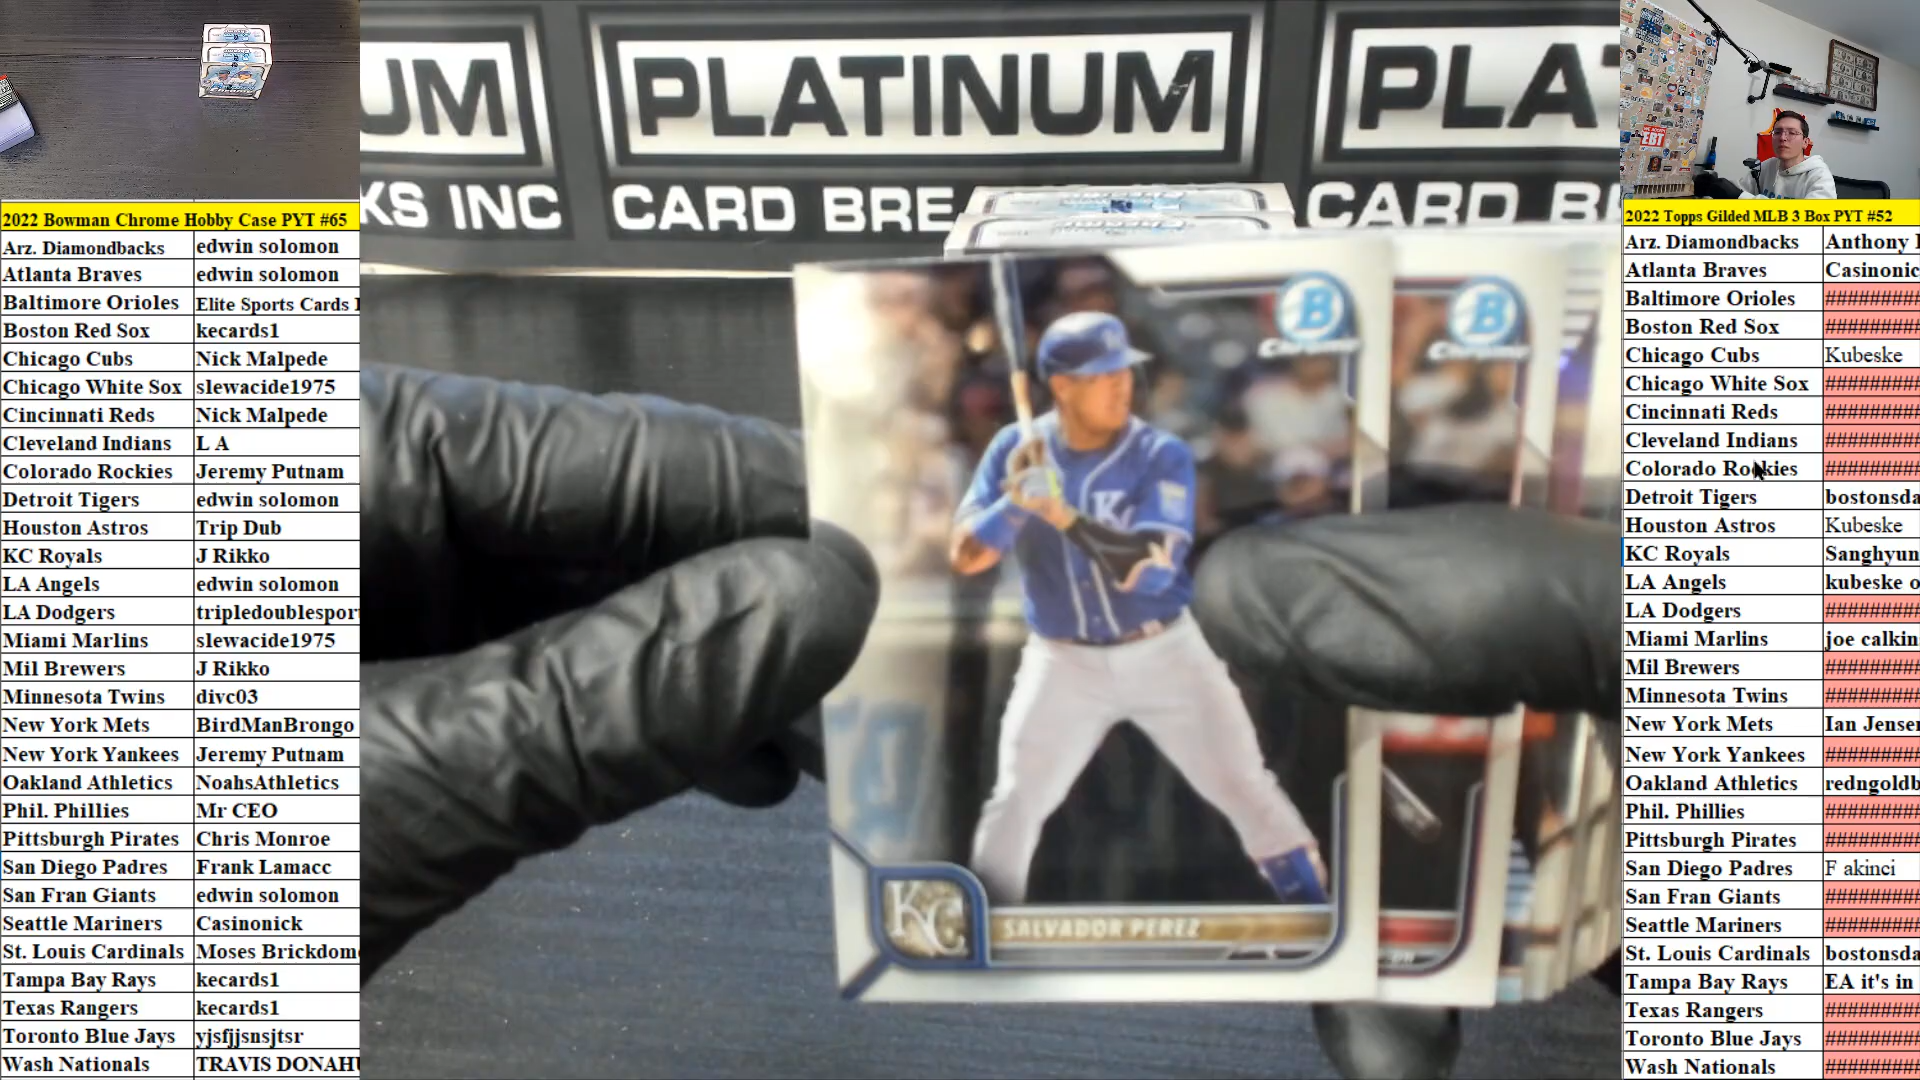 2022 Bowman Chrome Hobby Case PYT #65
Arz. Diamondbacks edwin solomon
Atlanta Braves edwin solomon
Baltimore Orioles Elite Sports Cards
Boston Red Sox kecards1
Chicago Cubs Nick Malpede
Chicago White Sox slewacide1975
Cincinnati Reds Nick Malpede
Cleveland Indians L A
Colorado Rockies Jeremy Putnam
Detroit Tigers edwin solomon
Houston Astros Trip Dub
KC Royals J Rikko
LA Angels edwin solomon
LA Dodgers tripledoublespor
Miami Marlins slewacide1975
Mil Brewers J Rikko
Minnesota Twins divc03
New York Mets BirdManBrongo
New York Yankees Jeremy Putnam
Oakland Athletics NoahsAthletics
Phil. Phillies Mr CEO
Pittsburgh Pirates Chris Monroe
San Diego Padres Frank Lamacc
San Fran Giants edwin solomon
Seattle Mariners Casinonick
St. Louis Cardinals Moses Brickdom
Tampa Bay Rays kecards1
Texas Rangers kecards1
Toronto Blue Jays yjsfjjsnsjtsr
Wash Nationals TRAVIS DONAH
UM PLATINUM PLA
KS INC CARD BRE CARD B
B
Chrome
B
Chrome
KC
SALVADOR PEREZ
EBT
2022 Topps Gilded MLB 3 Box PYT #52
Arz. Diamondbacks Anthony
Atlanta Braves Casinonic
Baltimore Orioles #########
Boston Red Sox #########
Chicago Cubs Kubeske
Chicago White Sox #########
Cincinnati Reds #########
Cleveland Indians #########
Colorado Rockies #########
Detroit Tigers bostonsda
Houston Astros Kubeske
KC Royals Sanghyun
LA Angels kubeske o
LA Dodgers #########
Miami Marlins joe calkin
Mil Brewers #########
Minnesota Twins #########
New York Mets Ian Jensen
New York Yankees #########
Oakland Athletics redngoldb
Phil. Phillies #########
Pittsburgh Pirates #########
San Diego Padres F akinci
San Fran Giants #########
Seattle Mariners #########
St. Louis Cardinals bostonsda
Tampa Bay Rays EA it's in
Texas Rangers #########
Toronto Blue Jays #########
Wash Nationals #########